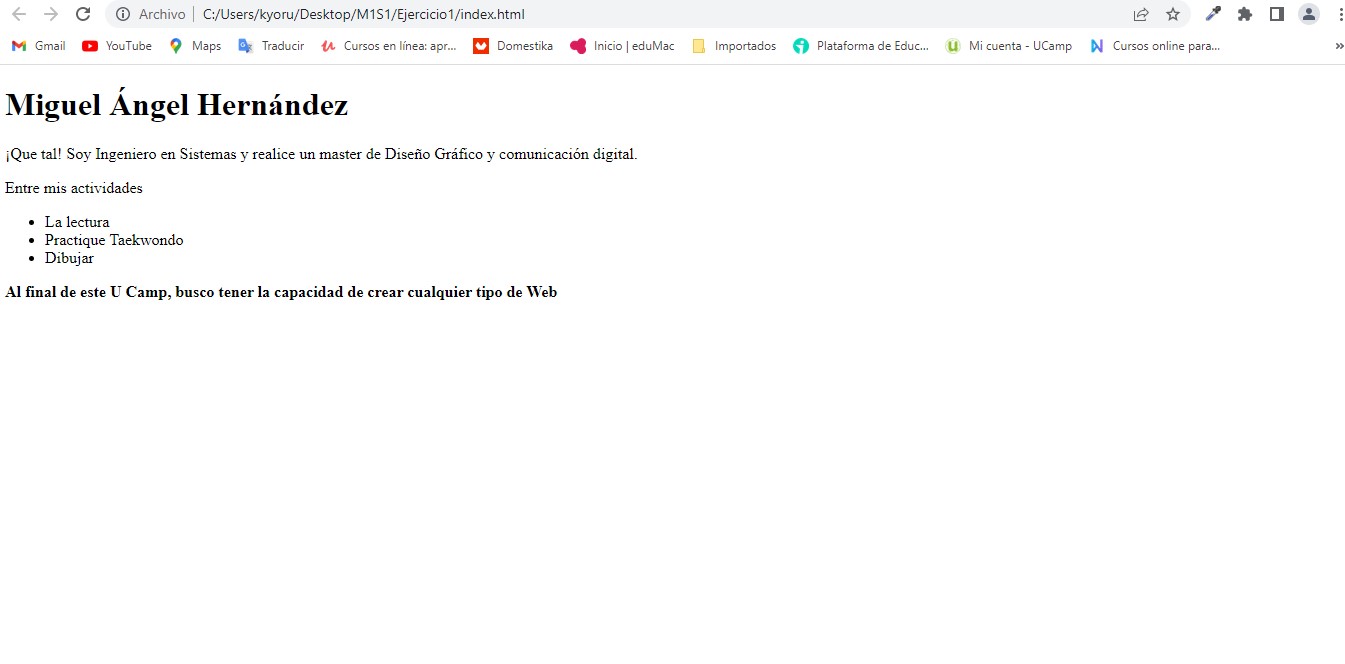 Archivo | C:/Users/kyoru/Desktop/M1S1/Ejercicio1/index.html
Gmail YouTube Maps Traducir Cursos en línea: apr... Domestika Inicio | eduMac Importados Plataforma de Educ... Mi cuenta - UCamp Cursos online para... »
Miguel Ángel Hernández
¡Que tal! Soy Ingeniero en Sistemas y realice un master de Diseño Gráfico y comunicación digital.
Entre mis actividades
• La lectura
• Practique Taekwondo
• Dibujar
Al final de este U Camp, busco tener la capacidad de crear cualquier tipo de Web